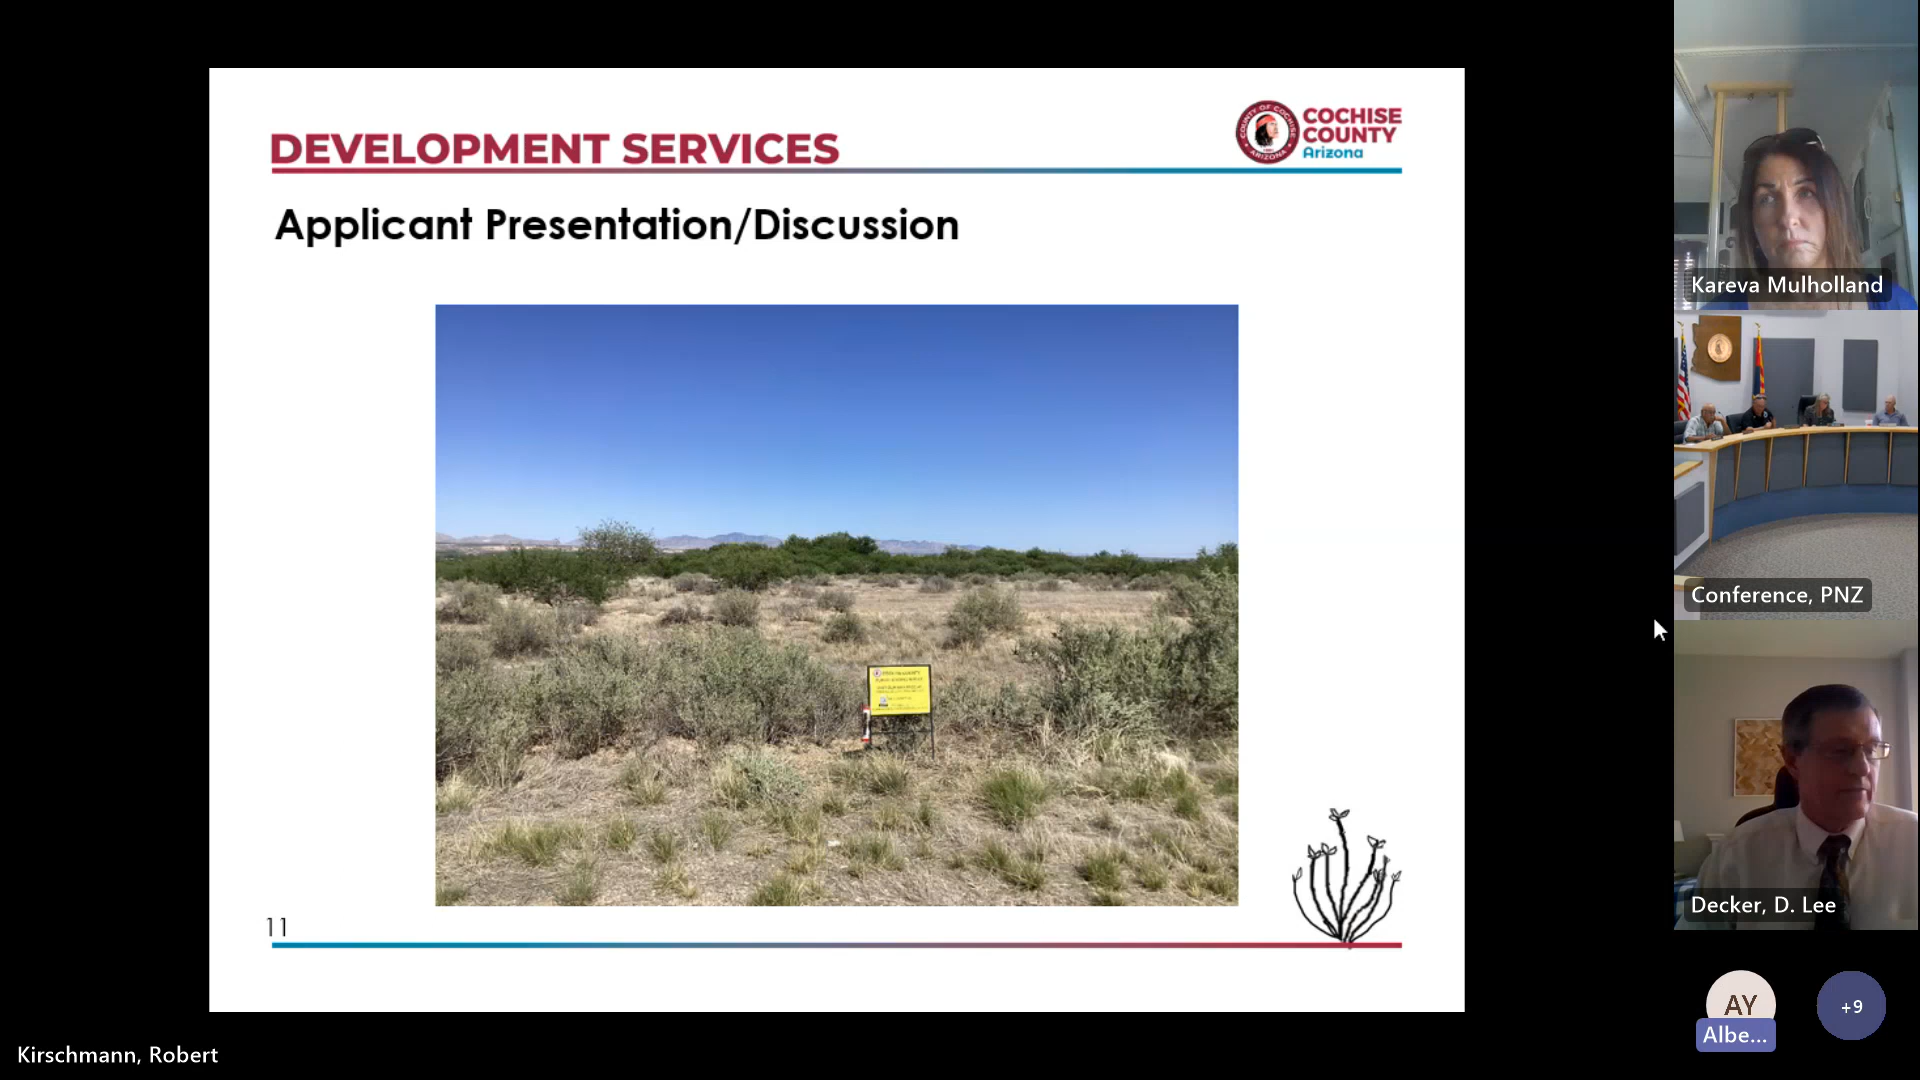 DEVELOPMENT SERVICES
COUNTY OF COCHISE
ARIZONA
COCHISE
COUNTY
Arizona
Applicant Presentation/Discussion
11
Kareva Mulholland
Conference, PNZ
Decker, D. Lee
AY
+9
Albe...
Kirschmann, Robert